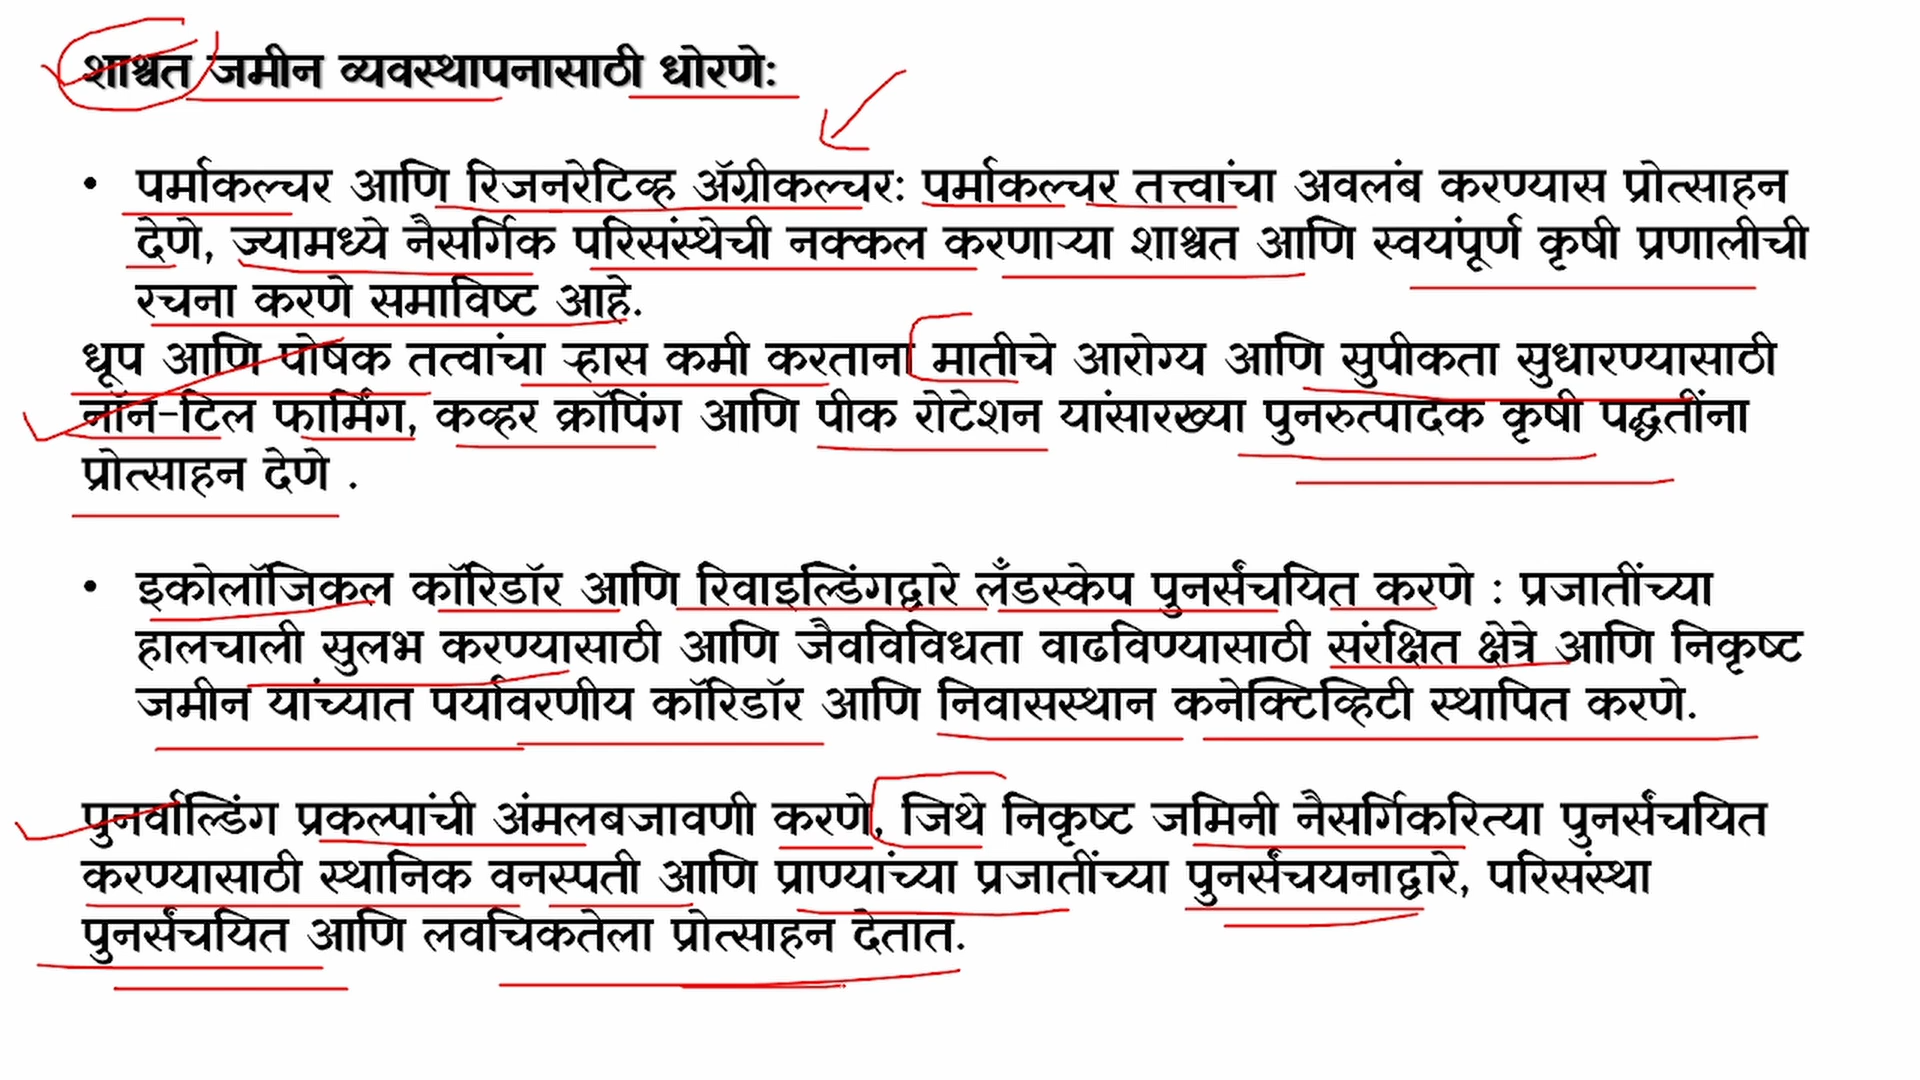 शाश्वत जमीन व्यवस्थापनासाठी धोरणे:
• पर्माकल्चर आणि रिजनरेटिव्ह ॲग्रीकल्चर: पर्माकल्चर तत्त्वांचा अवलंब करण्यास प्रोत्साहन
देणे, ज्यामध्ये नैसर्गिक परिसंस्थेची नक्कल करणाऱ्या शाश्वत आणि स्वयंपूर्ण कृषी प्रणालीची
रचना करणे समाविष्ट आहे.
धूप आणि पोषक तत्वांचा ऱ्हास कमी करताना मातीचे आरोग्य आणि सुपीकता सुधारण्यासाठी
नॉन-टिल फार्मिंग, कव्हर क्रॉपिंग आणि पीक रोटेशन यांसारख्या पुनरुत्पादक कृषी पद्धतींना
प्रोत्साहन देणे .
• इकोलॉजिकल कॉरिडॉर आणि रिवाइल्डिंगद्वारे लँडस्केप पुनर्संचयित करणे : प्रजातींच्या
हालचाली सुलभ करण्यासाठी आणि जैवविविधता वाढविण्यासाठी संरक्षित क्षेत्रे आणि निकृष्ट
जमीन यांच्यात पर्यावरणीय कॉरिडॉर आणि निवासस्थान कनेक्टिव्हिटी स्थापित करणे.
पुनर्वाल्डिंग प्रकल्पांची अंमलबजावणी करणे, जिथे निकृष्ट जमिनी नैसर्गिकरित्या पुनर्संचयित
करण्यासाठी स्थानिक वनस्पती आणि प्राण्यांच्या प्रजातींच्या पुनर्संचयनाद्वारे, परिसंस्था
पुनर्संचयित आणि लवचिकतेला प्रोत्साहन देतात.